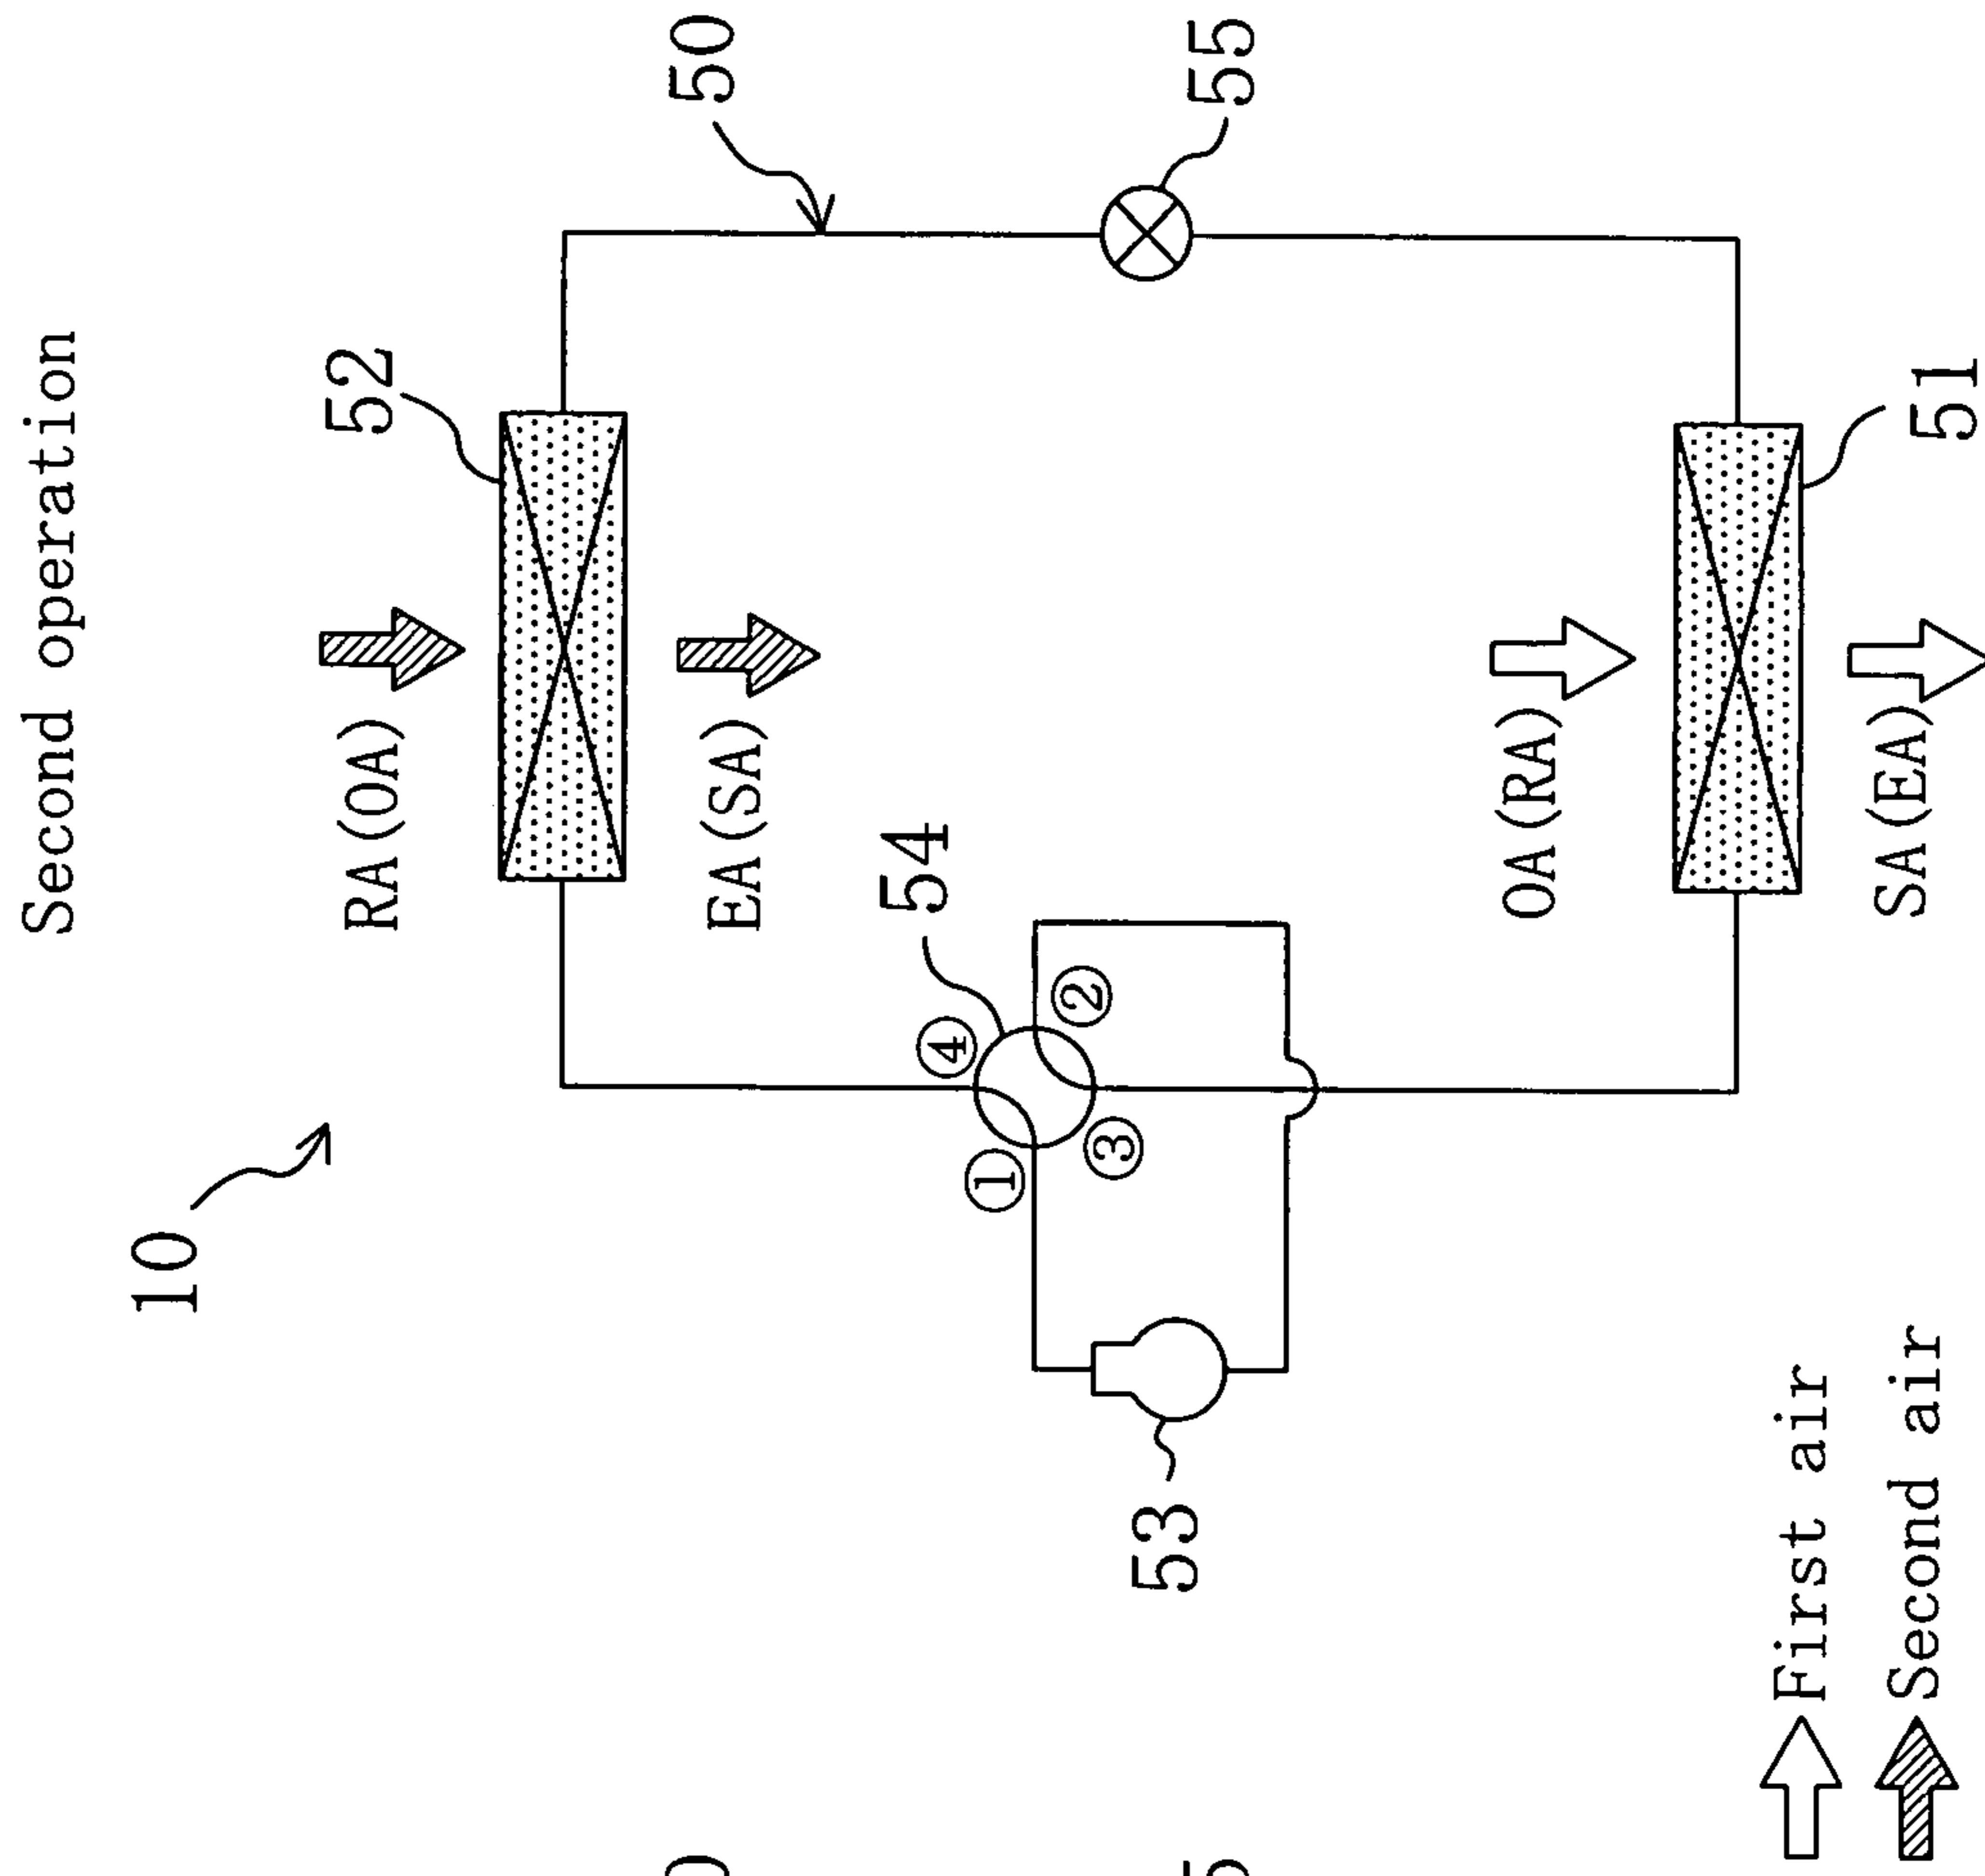 Second operation
10
RA(OA)
52
EA(SA)
50
54
④
①
②
③
53
55
OA(RA)
SA(EA)
51
First air
Second air